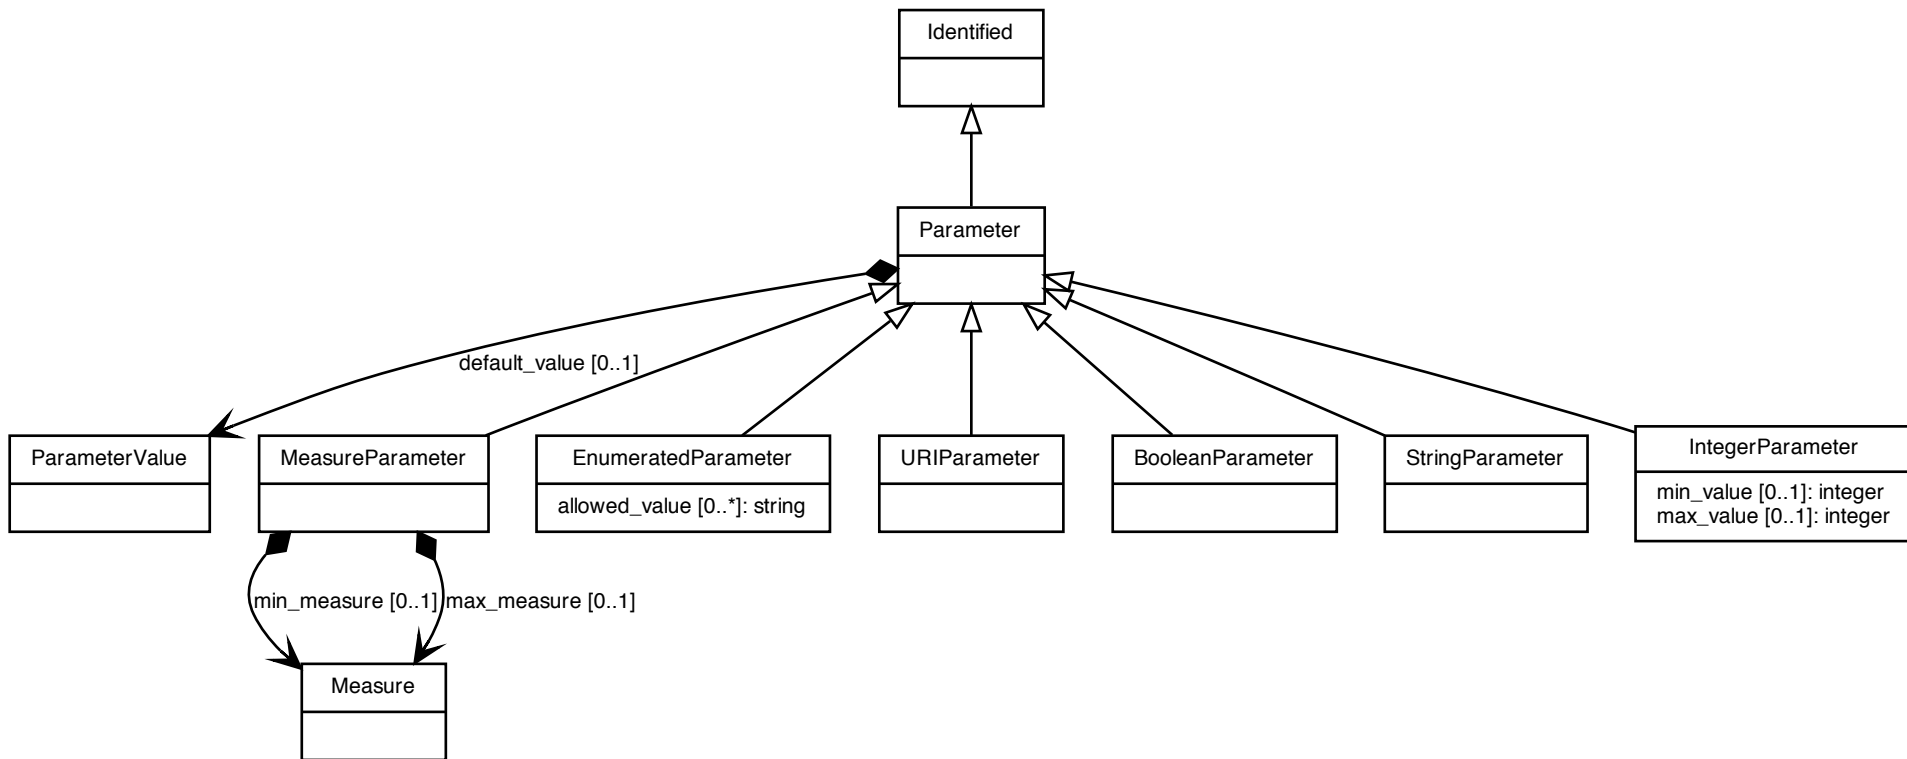 Identified
Parameter
default_value [0..1]
ParameterValue
MeasureParameter
EnumeratedParameter
allowed_value [0..*]: string
URIParameter
BooleanParameter
StringParameter
IntegerParameter
min_value [0..1]: integer
max_value [0..1]: integer
min_measure [0..1]
max_measure [0..1]
Measure